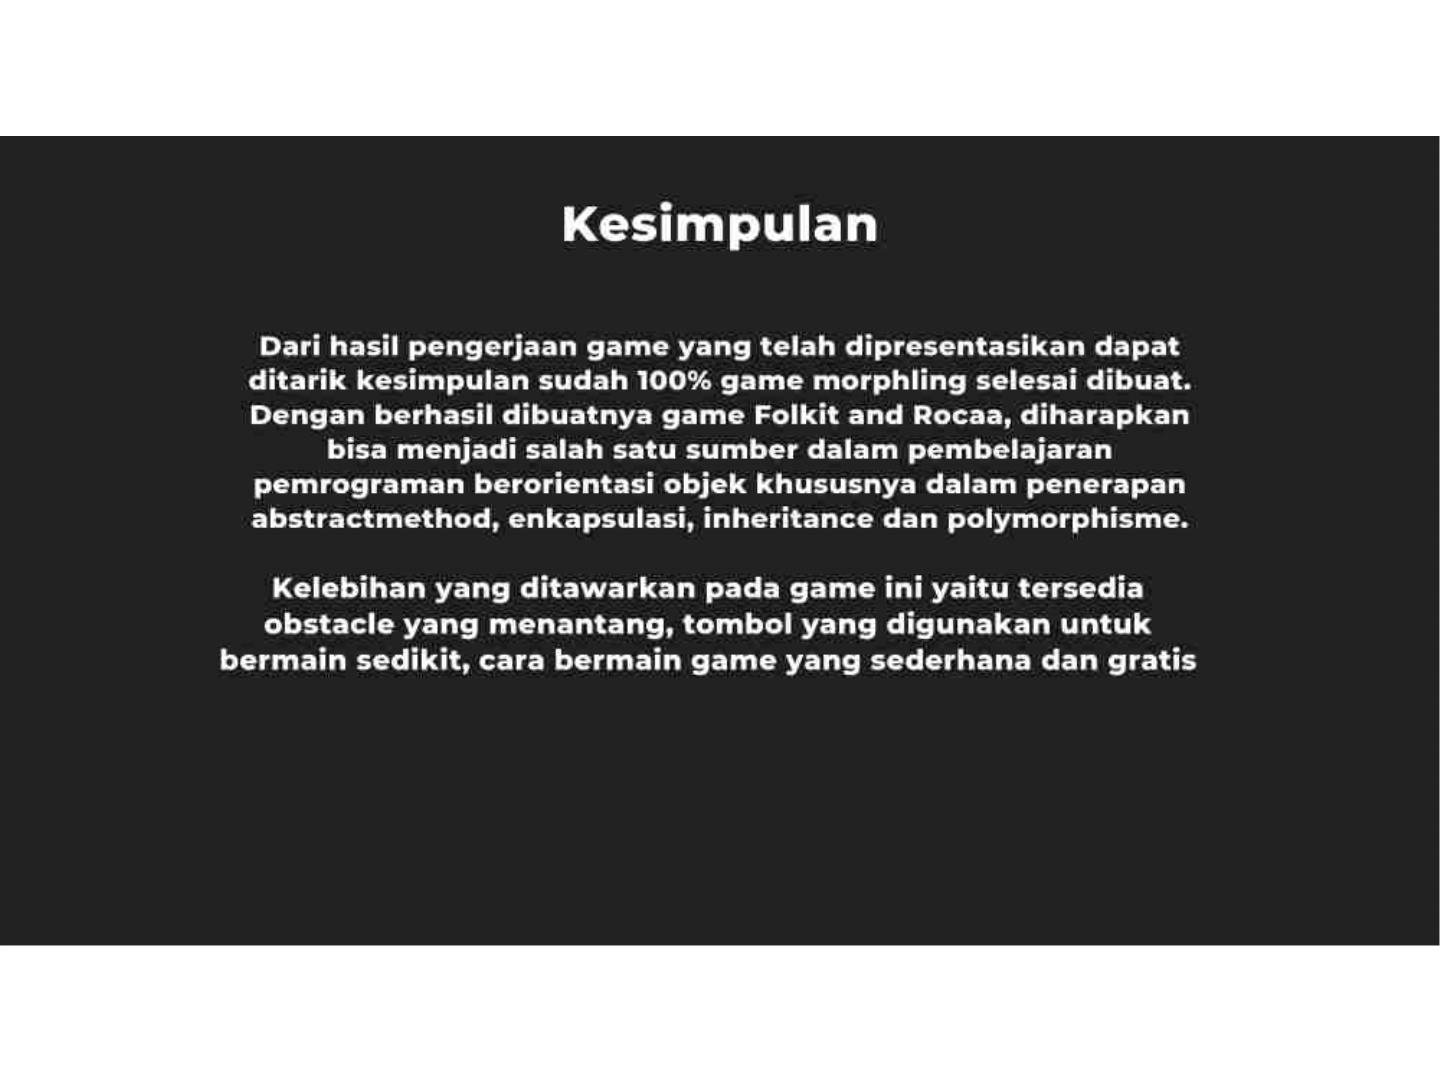 Kesimpulan
Dari hasil pengerjaan game yang telah dipresentasikan dapat
ditarik kesimpulan sudah 100% game morphling selesai dibuat.
Dengan berhasil dibuatnya game Folkit and Rocaa, diharapkan
bisa menjadi salah satu sumber dalam pembelajaran
pemrograman berorientasi objek khususnya dalam penerapan
abstractmethod, enkapsulasi, inheritance dan polymorphisme.
Kelebihan yang ditawarkan pada game ini yaitu tersedia
obstacle yang menantang, tombol yang digunakan untuk
bermain sedikit, cara bermain game yang sederhana dan gratis